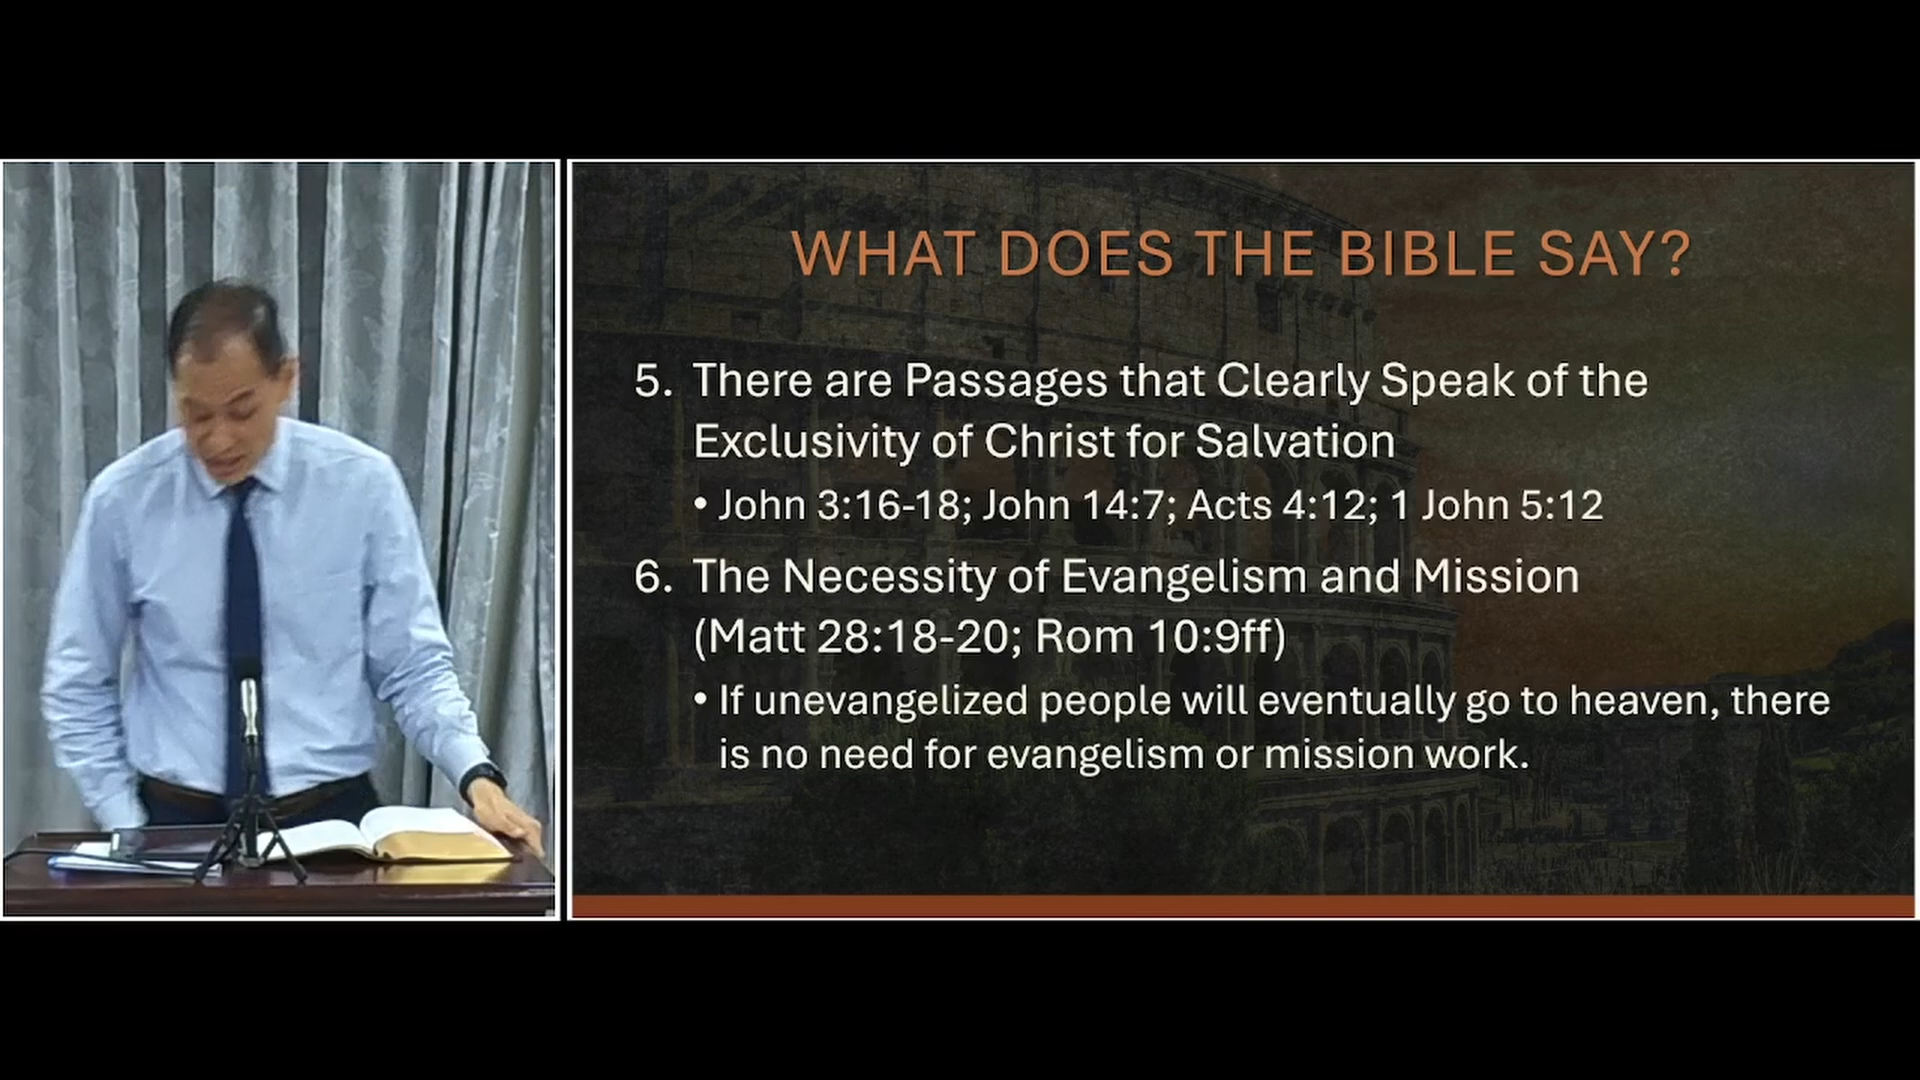 WHAT DOES THE BIBLE SAY?
5. There are Passages that Clearly Speak of the
Exclusivity of Christ for Salvation
• John 3:16-18; John 14:7; Acts 4:12; 1 John 5:12
6. The Necessity of Evangelism and Mission
(Matt 28:18-20; Rom 10:9ff)
• If unevangelized people will eventually go to heaven, there
is no need for evangelism or mission work.